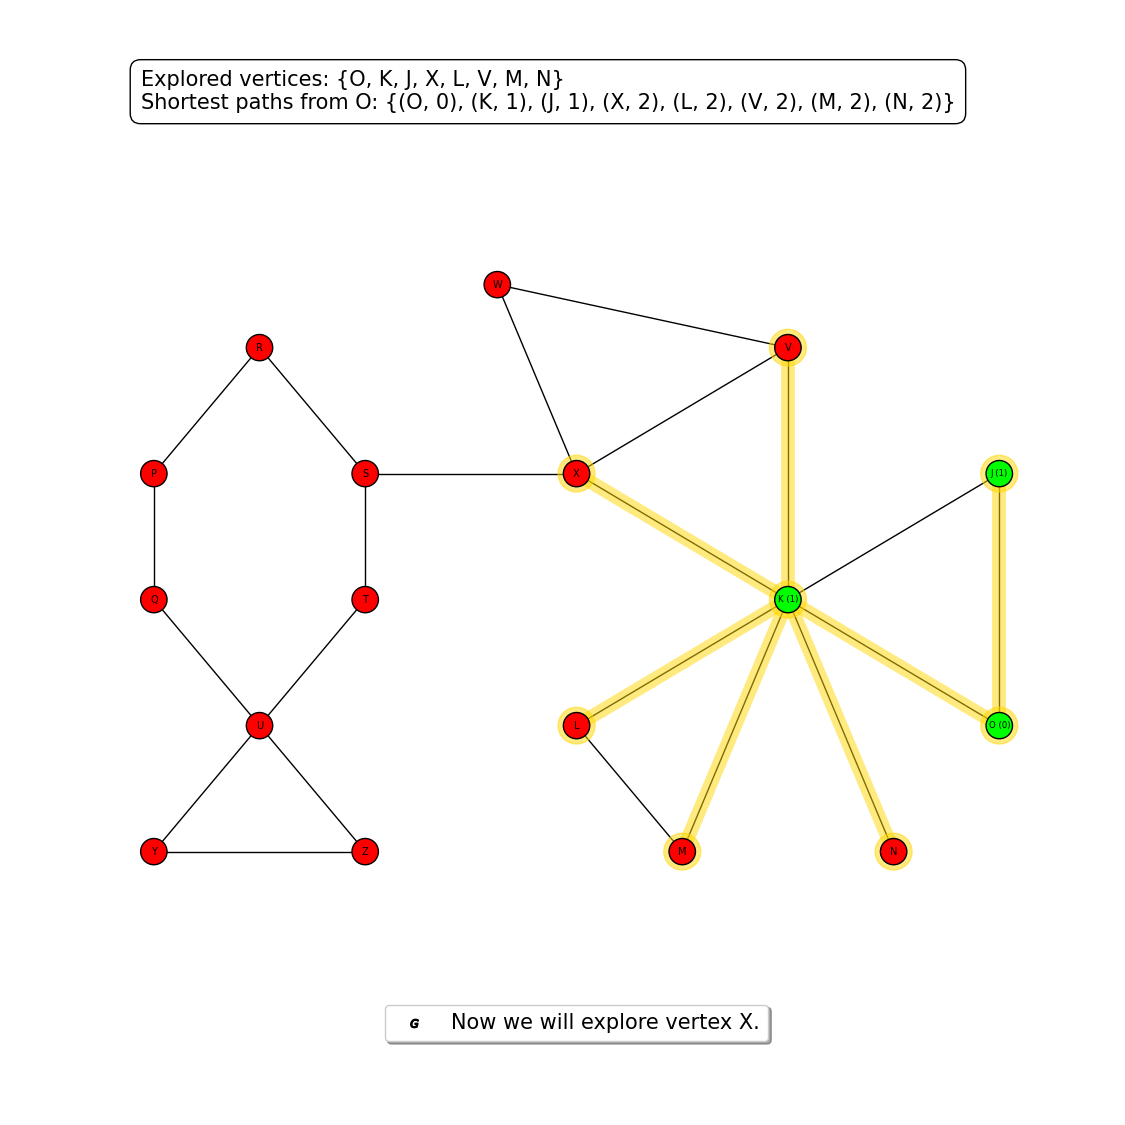 Explored vertices: {O, K, J, X, L, V, M, N}
Shortest paths from O: {(O, 0), (K, 1), (J, 1), (X, 2), (L, 2), (V, 2), (M, 2), (N, 2)}
W
R
V
P
S
X
J (1)
Q
T
K (1)
U
L
O (0)
Y
Z
M
N
G Now we will explore vertex X.